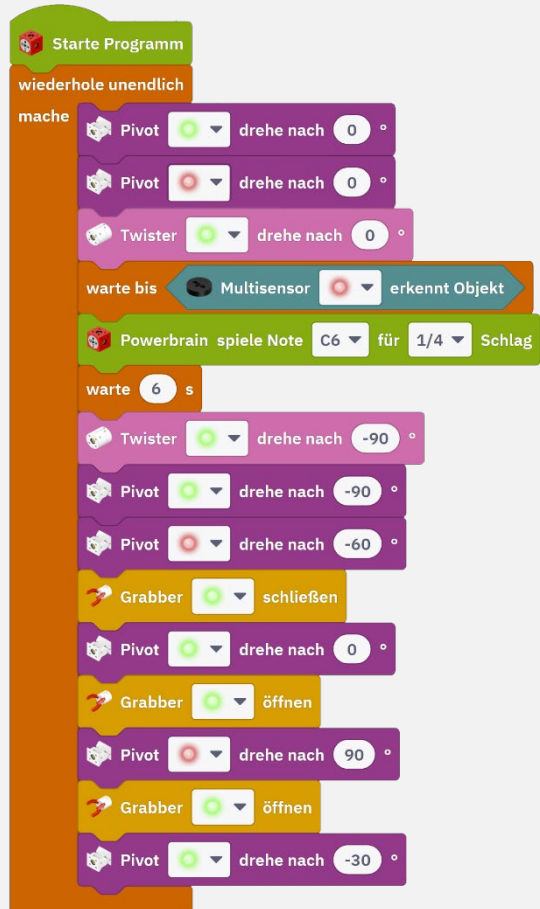 Starte Programm
wiederhole unendlich
mache
Pivot drehe nach 0 °
Pivot drehe nach 0 °
Twister drehe nach 0 °
warte bis Multisensor erkennt Objekt
Powerbrain spiele Note C6 für 1/4 Schlag
warte 6 s
Twister drehe nach -90 °
Pivot drehe nach -90 °
Pivot drehe nach -60 °
Grabber schließen
Pivot drehe nach 0 °
Grabber öffnen
Pivot drehe nach 90 °
Grabber öffnen
Pivot drehe nach -30 °